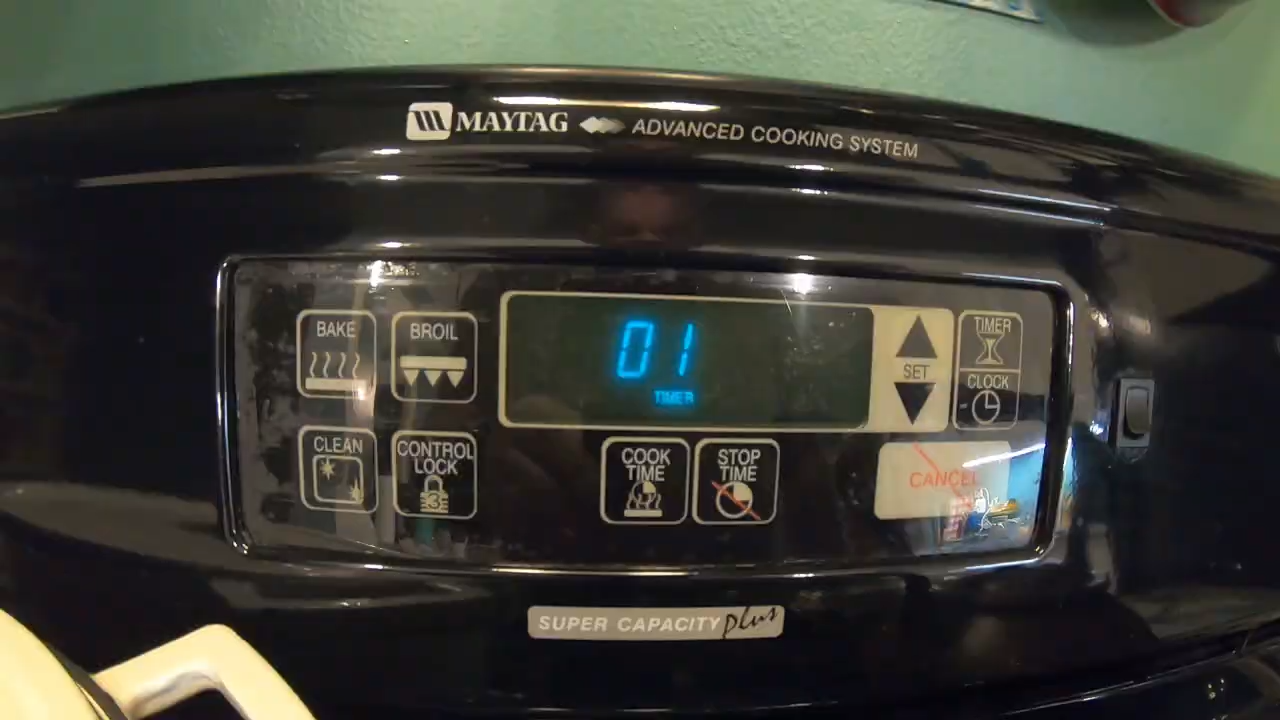 MAYTAG ADVANCED COOKING SYSTEM
BAKE
BROIL
01
TIMER
SET
TIMER
CLOCK
CLEAN
CONTROL
LOCK
COOK
TIME
STOP
TIME
CANCEL
SUPER CAPACITY plus